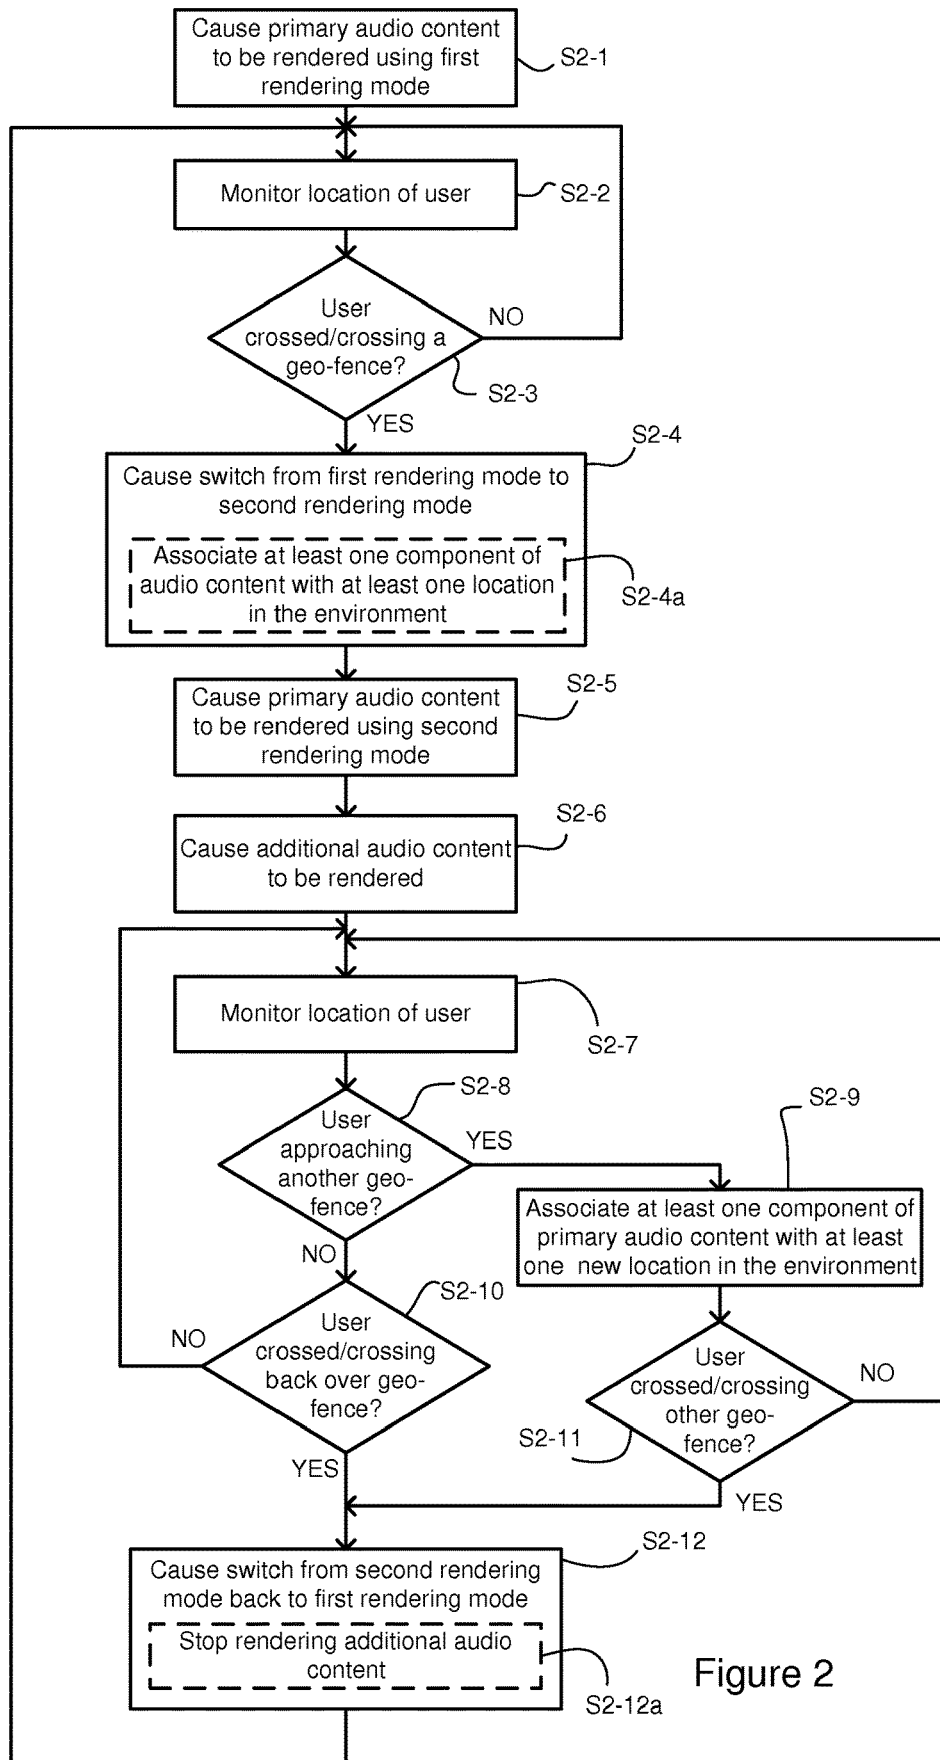 Cause primary audio content
to be rendered using first
rendering mode
S2-1
Monitor location of user
S2-2
User
crossed/crossing a
geo-fence?
NO
S2-3
YES
S2-4
Cause switch from first rendering mode to
second rendering mode
Associate at least one component of
audio content with at least one location
in the environment
S2-4a
Cause primary audio content
to be rendered using second
rendering mode
S2-5
Cause additional audio content
to be rendered
S2-6
Monitor location of user
S2-7
User
approaching
another geo-
fence?
S2-8
YES
NO
S2-9
Associate at least one component of
primary audio content with at least
one new location in the environment
User
crossed/crossing
back over geo-
fence?
S2-10
NO
YES
User
crossed/crossing
other geo-
fence?
NO
S2-11
YES
Cause switch from second rendering
mode back to first rendering mode
S2-12
Stop rendering additional audio
content
S2-12a
Figure 2